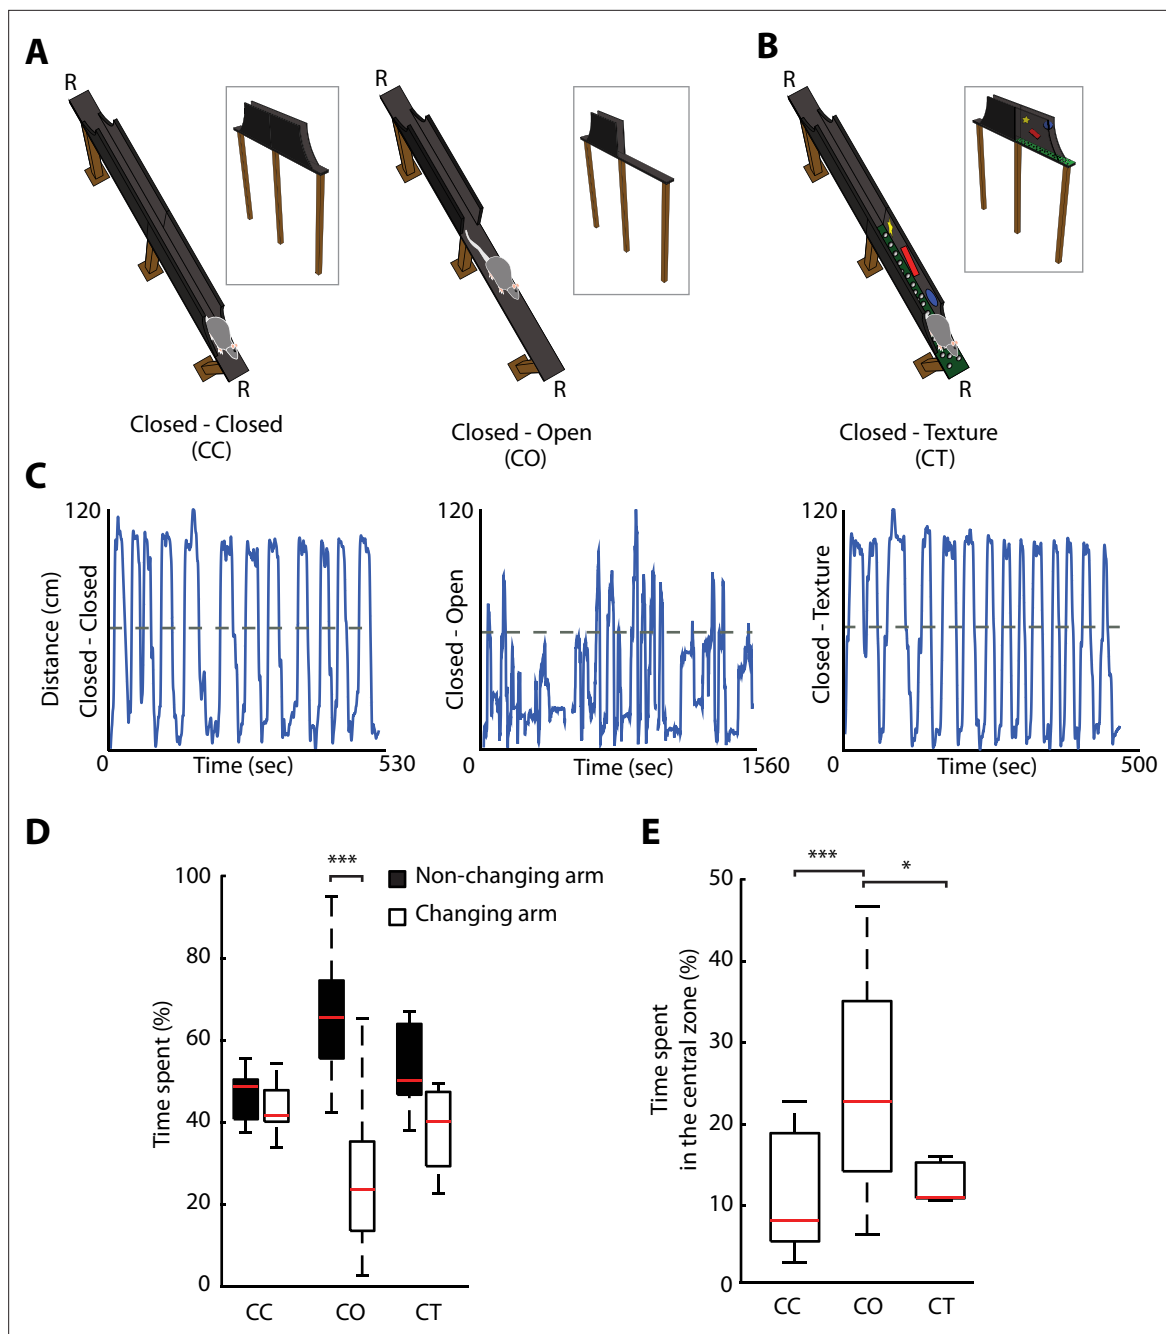 A
B
R
R
R
R
R
Closed - Closed
(CC)
Closed - Open
(CO)
Closed - Texture
(CT)
C
Distance (cm)
Closed - Closed
120
0
Time (sec)
530
Closed - Open
120
0
Time (sec)
1560
Closed - Texture
120
0
Time (sec)
500
D
Time spent (%)
100
80
60
40
20
0
***
Non-changing arm
Changing arm
CC
CO
CT
E
Time spent
in the central zone (%)
50
40
30
20
10
0
***
*
CC
CO
CT